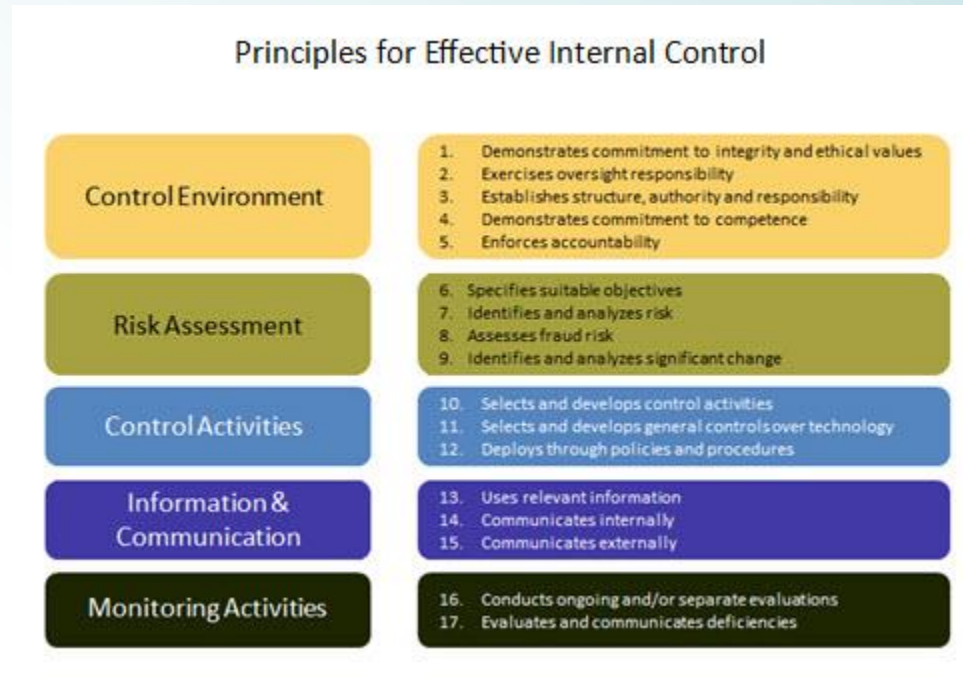 Principles for Effective Internal Control
Control Environment
1. Demonstrates commitment to integrity and ethical values
2. Exercises oversight responsibility
3. Establishes structure, authority and responsibility
4. Demonstrates commitment to competence
5. Enforces accountability
Risk Assessment
6. Specifies suitable objectives
7. Identifies and analyzes risk
8. Assesses fraud risk
9. Identifies and analyzes significant change
Control Activities
10. Selects and develops control activities
11. Selects and develops general controls over technology
12. Deploys through policies and procedures
Information &
Communication
13. Uses relevant information
14. Communicates internally
15. Communicates externally
Monitoring Activities
16. Conducts ongoing and/or separate evaluations
17. Evaluates and communicates deficiencies